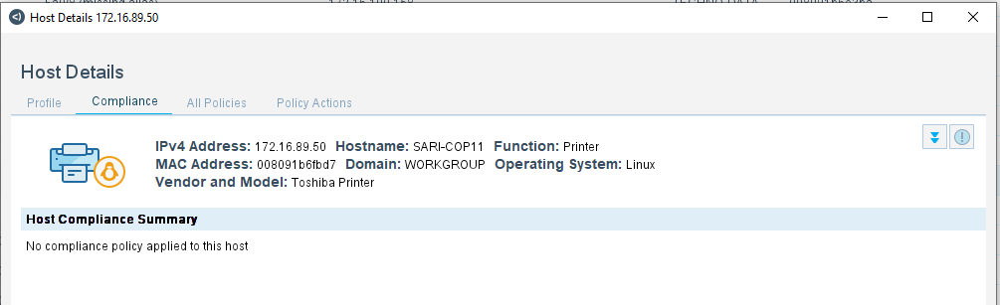 Host Details 172.16.89.50
Host Details
Profile Compliance All Policies Policy Actions
IPv4 Address: 172.16.89.50 Hostname: SARI-COP11 Function: Printer
MAC Address: 008091b6fbd7 Domain: WORKGROUP Operating System: Linux
Vendor and Model: Toshiba Printer
Host Compliance Summary
No compliance policy applied to this host